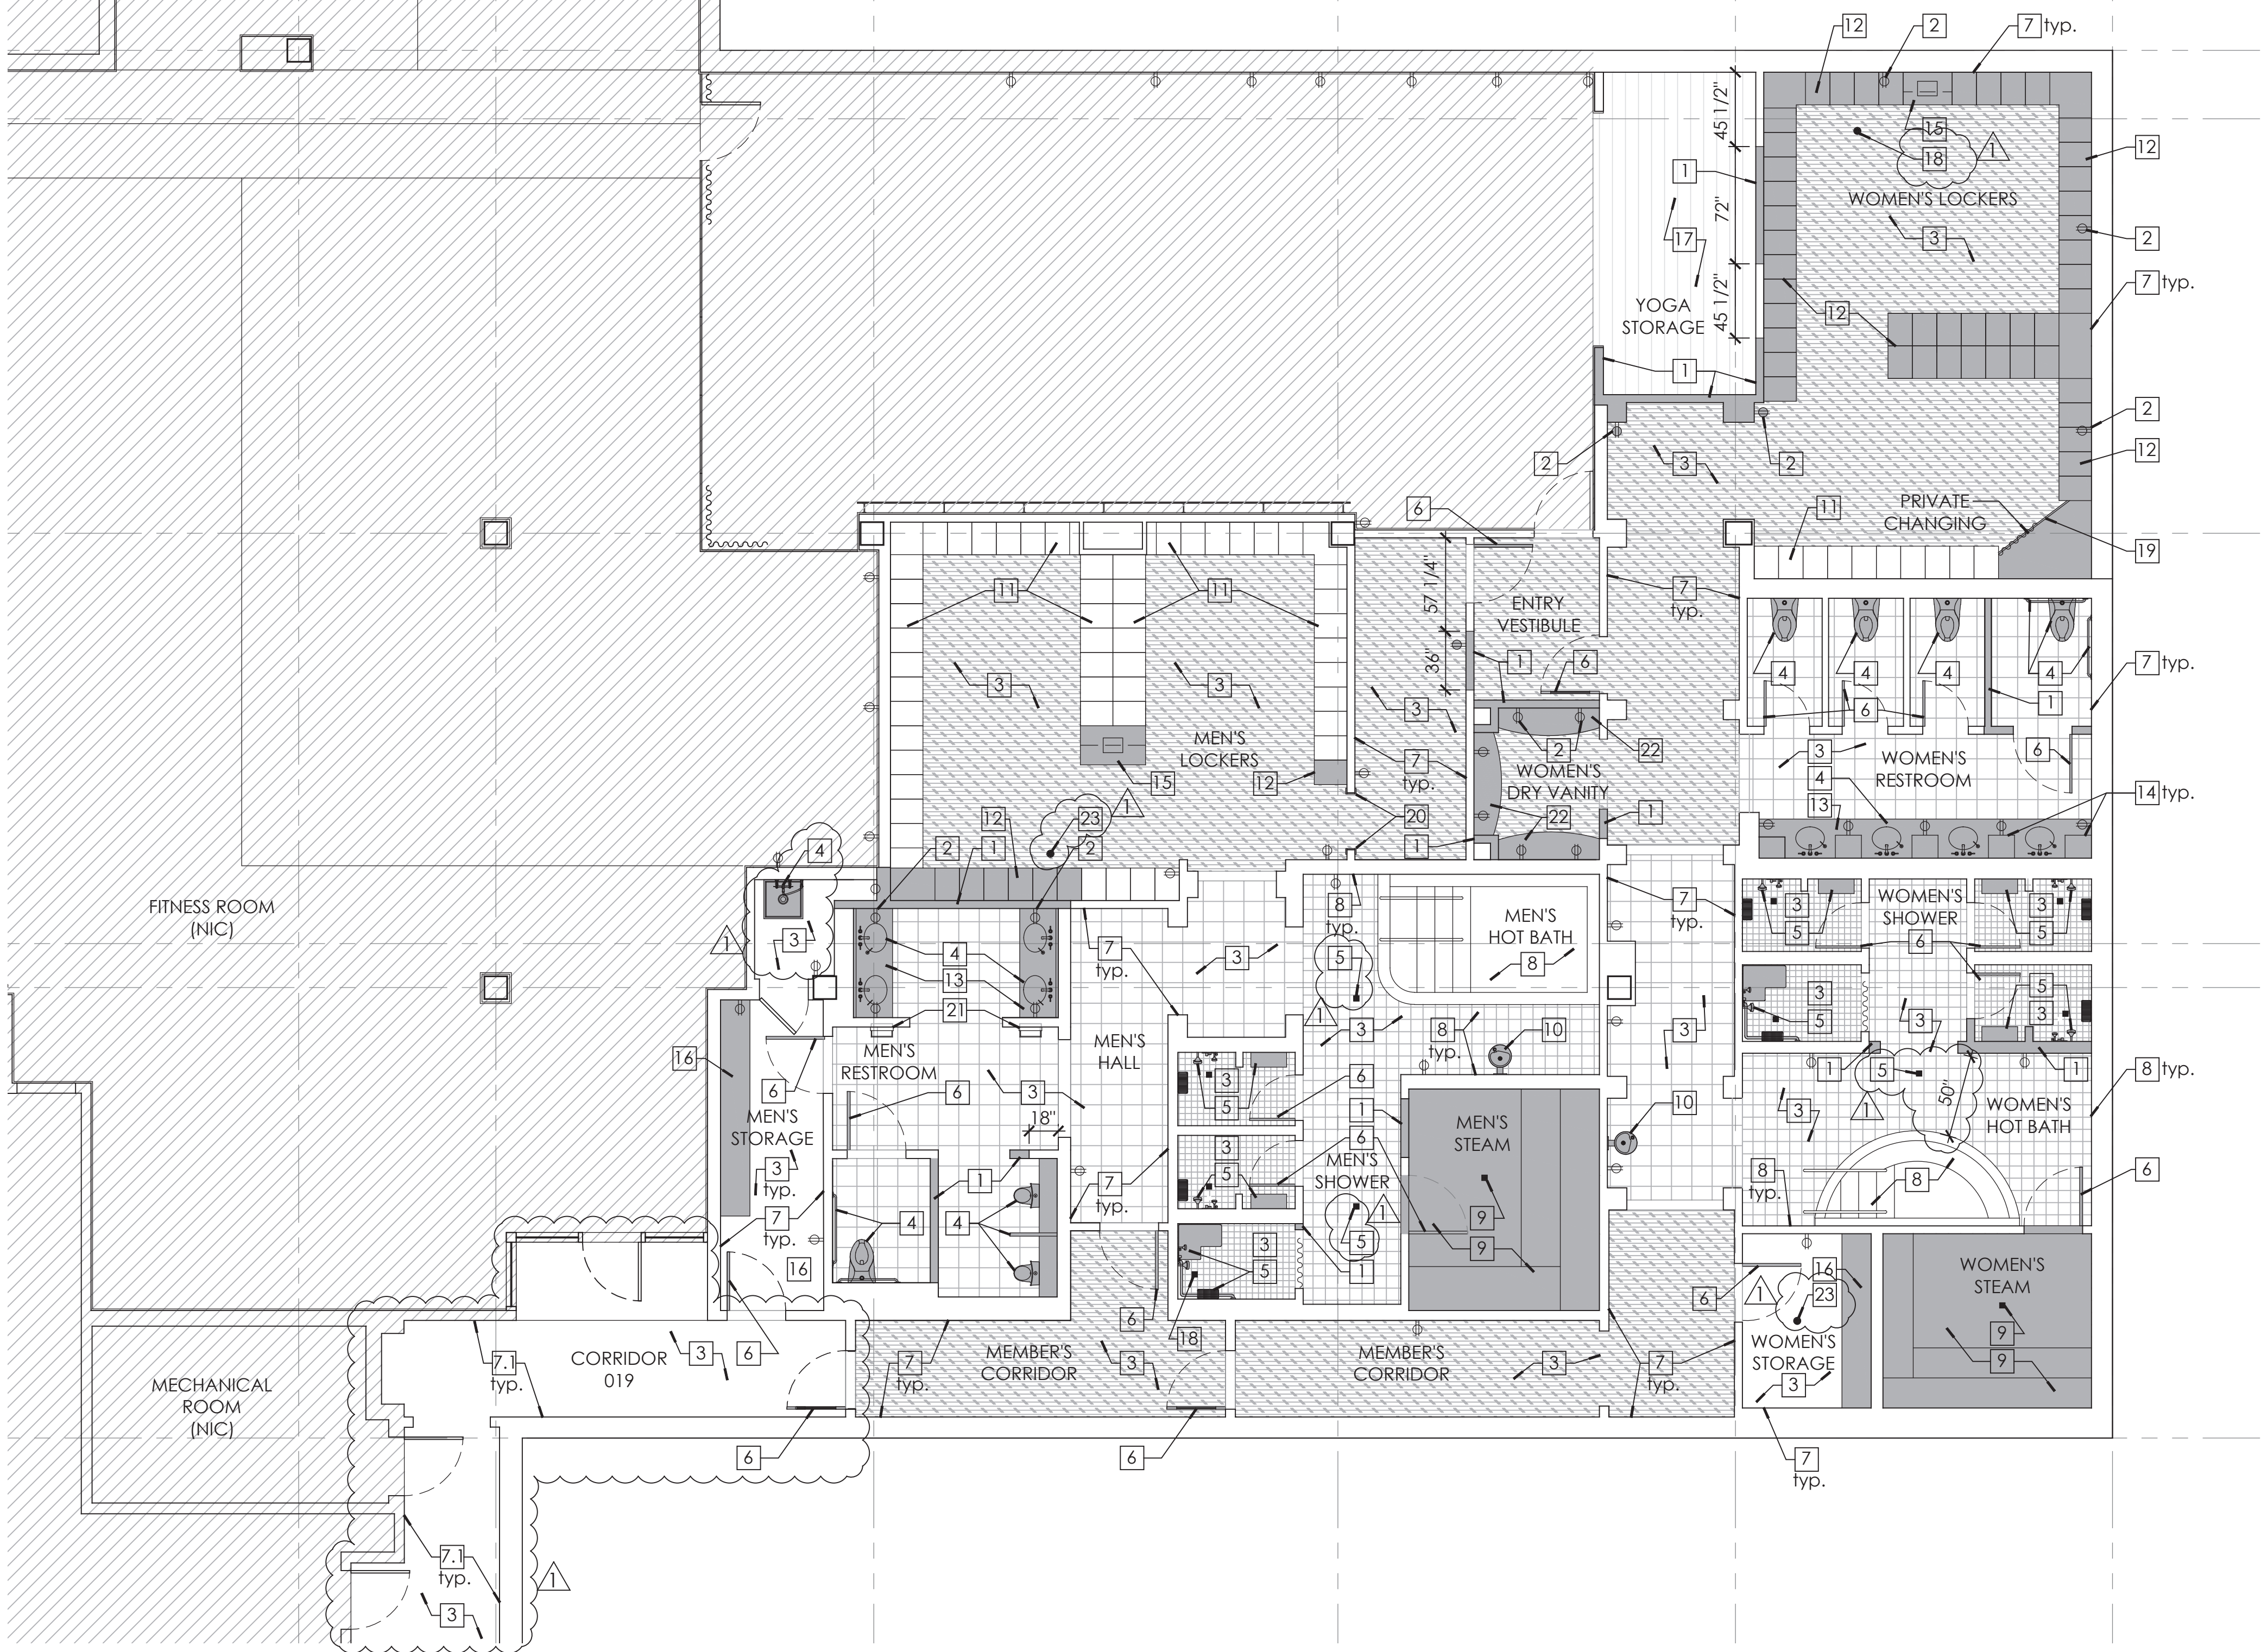 12
2
7 typ.
45 1/2"
15
18
1
12
1
WOMEN'S LOCKERS
72"
17
3
2
7 typ.
45 1/2"
YOGA
STORAGE
12
1
2
12
2
3
2
PRIVATE
CHANGING
11
6
19
57 1/4"
11
11
7
typ.
ENTRY
VESTIBULE
36"
1
6
4
4
4
4
7 typ.
3
3
3
6
1
MEN'S
LOCKERS
2
22
3
WOMEN'S
RESTROOM
6
7
typ.
15
12
WOMEN'S
DRY VANITY
4
14 typ.
13
1
12
23
20
22
1
4
2
1
2
1
FITNESS ROOM
(NIC)
1
3
4
7
typ.
3
8
typ.
MEN'S
HOT BATH
7
typ.
3
5
WOMEN'S
SHOWER
3
5
6
5
8
13
21
3
5
5
3
1
3
8
typ.
10
3
3
16
MEN'S
RESTROOM
MEN'S
HALL
6
6
3
3
5
6
1
5
1
8 typ.
50"
18"
1
10
3
1
WOMEN'S
HOT BATH
MEN'S
STORAGE
MEN'S
STEAM
6
3
5
MEN'S
SHOWER
3
typ.
1
7
typ.
8
typ.
8
6
7
typ.
4
4
1
9
5
9
3
5
1
16
6
16
23
1
WOMEN'S
STEAM
6
18
9
7.1
typ.
CORRIDOR
019
3
6
7
typ.
MEMBER'S
CORRIDOR
3
MEMBER'S
CORRIDOR
3
7
typ.
WOMEN'S
STORAGE
3
9
MECHANICAL
ROOM
(NIC)
6
6
7
typ.
7.1
typ.
1
3